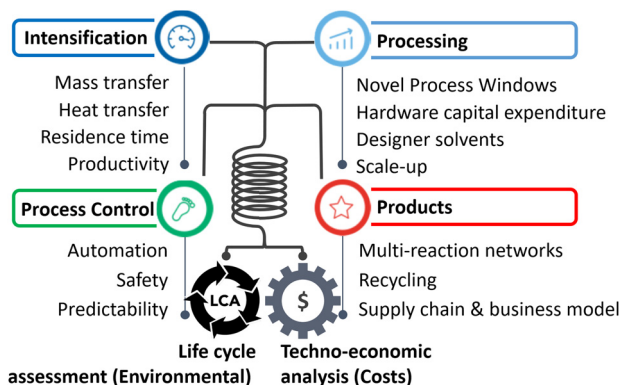 Intensification
Mass transfer
Heat transfer
Residence time
Productivity
Processing
Novel Process Windows
Hardware capital expenditure
Designer solvents
Scale-up
Process Control
Automation
Safety
Predictability
Products
Multi-reaction networks
Recycling
Supply chain & business model
LCA
$
Life cycle
assessment (Environmental)
Techno-economic
analysis (Costs)